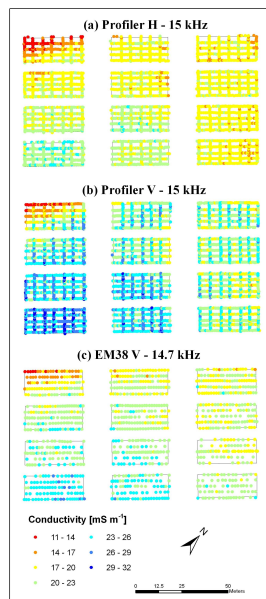 (a) Profiler H - 15 kHz
(b) Profiler V - 15 kHz
(c) EM38 V - 14.7 kHz
Conductivity [mS m⁻¹]
11 - 14 23 - 26
14 - 17 26 - 29
17 - 20 29 - 32
20 - 23
N
0 12.5 25 50
Meters